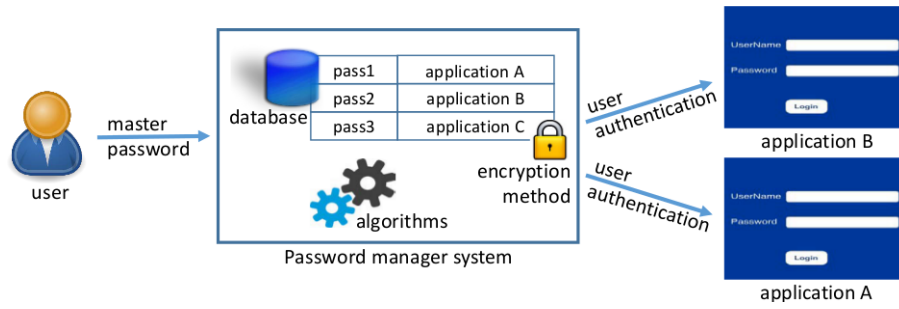 user
master
password
database
pass1 application A
pass2 application B
pass3 application C
encryption
method
algorithms
Password manager system
user
authentication
user
authentication
UserName
Password
Login
application B
UserName
Password
Login
application A